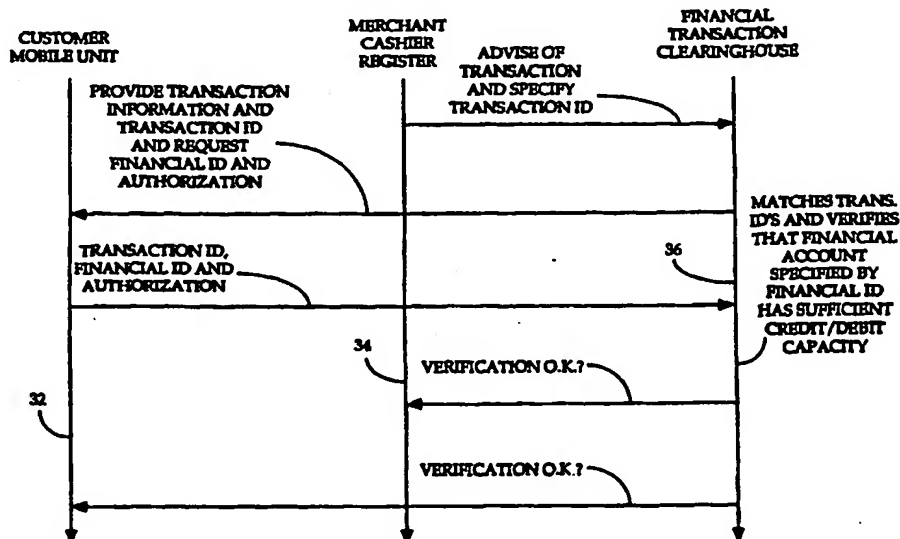 CUSTOMER
MOBILE UNIT
MERCHANT
CASHIER
REGISTER
FINANCIAL
TRANSACTION
CLEARINGHOUSE
ADVISE OF
TRANSACTION
AND SPECIFY
TRANSACTION ID
PROVIDE TRANSACTION
INFORMATION AND
TRANSACTION ID
AND REQUEST
FINANCIAL ID AND
AUTHORIZATION
MATCHES TRANS.
ID'S AND VERIFIES
THAT FINANCIAL
ACCOUNT
SPECIFIED BY
FINANCIAL ID
HAS SUFFICIENT
CREDIT/DEBIT
CAPACITY
TRANSACTION ID,
FINANCIAL ID AND
AUTHORIZATION
36
34
VERIFICATION O.K.?
32
VERIFICATION O.K.?